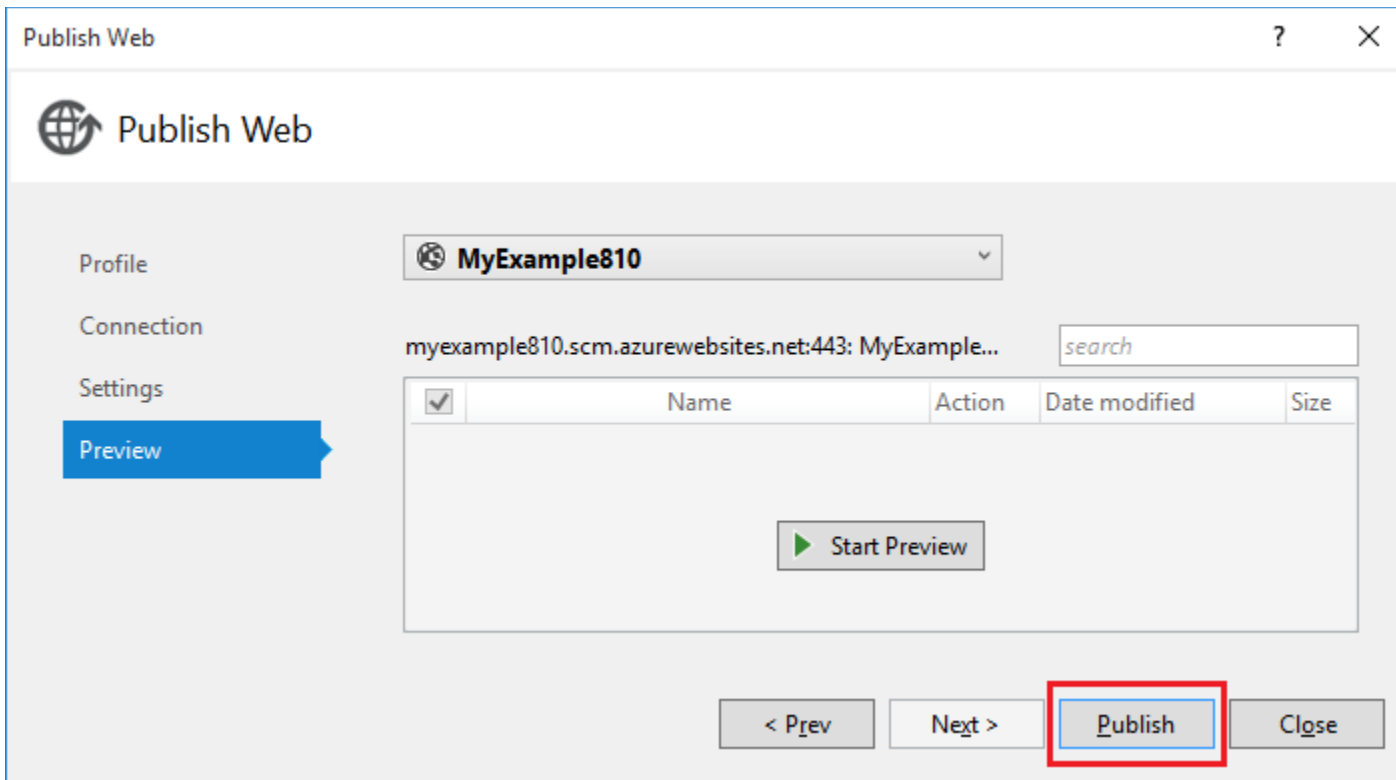 Publish Web ?
Publish Web
Profile
Connection
Settings
Preview
MyExample810
myexample810.scm.azurewebsites.net:443: MyExample...
search
Name Action Date modified Size
Start Preview
< Prev Next > Publish Close